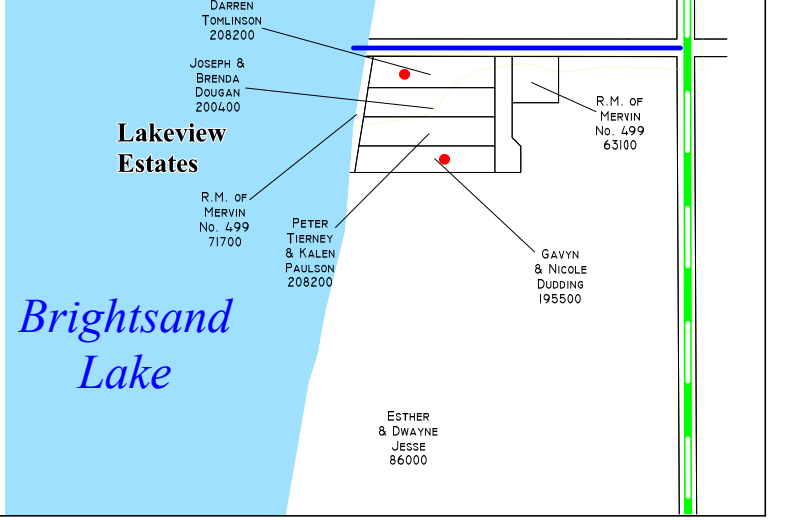 DARREN
TOMLINSON
208200
JOSEPH &
BRENDA
DOUGAN
200400
R.M. OF
MERVIN
No. 499
63100
Lakeview
Estates
R.M. OF
MERVIN
No. 499
71700
PETER
TIERNEY
& KALEN
PAULSON
208200
GAVYN
& NICOLE
DUDDING
195500
Brightsand
Lake
ESTHER
& DWAYNE
JESSE
86000